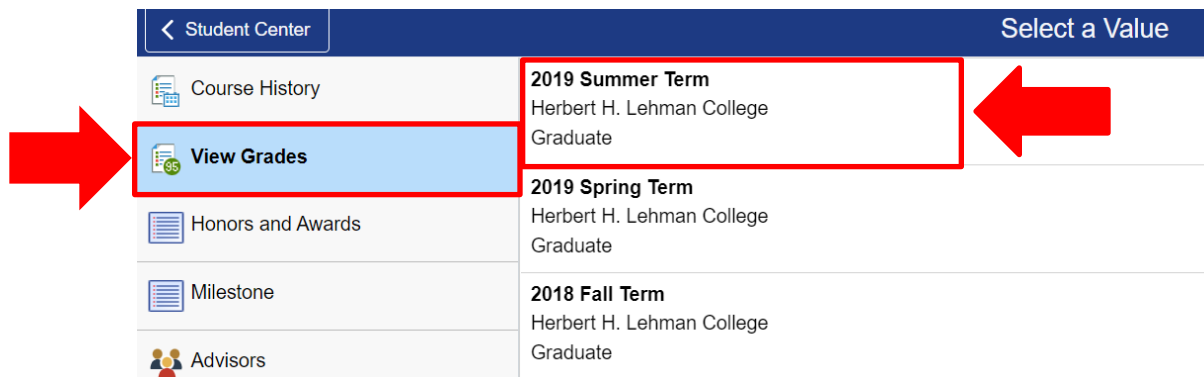 Student Center
Select a Value
Course History
View Grades
95
Honors and Awards
Milestone
Advisors
2019 Summer Term
Herbert H. Lehman College
Graduate
2019 Spring Term
Herbert H. Lehman College
Graduate
2018 Fall Term
Herbert H. Lehman College
Graduate